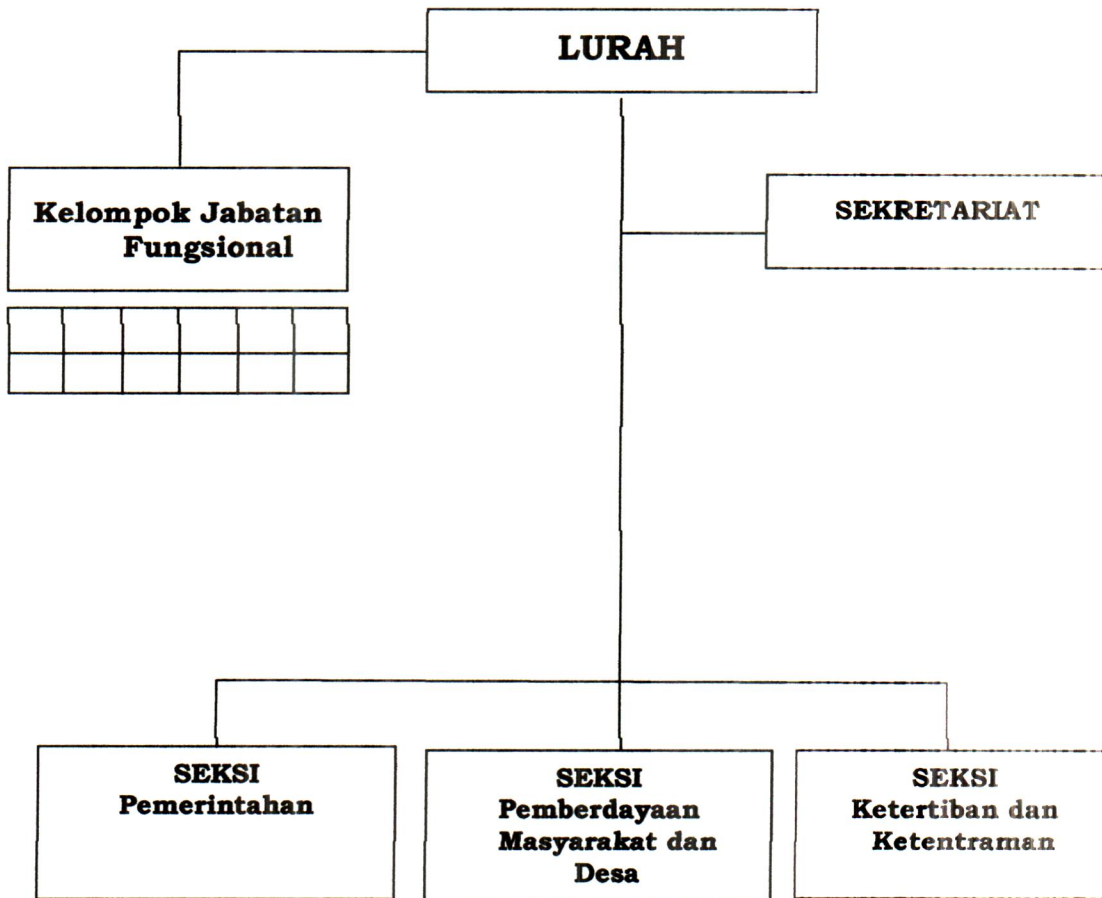 LURAH
Kelompok Jabatan
Fungsional
SEKRETARIAT
SEKSI
Pemerintahan
SEKSI
Pemberdayaan
Masyarakat dan
Desa
SEKSI
Ketertiban dan
Ketentraman